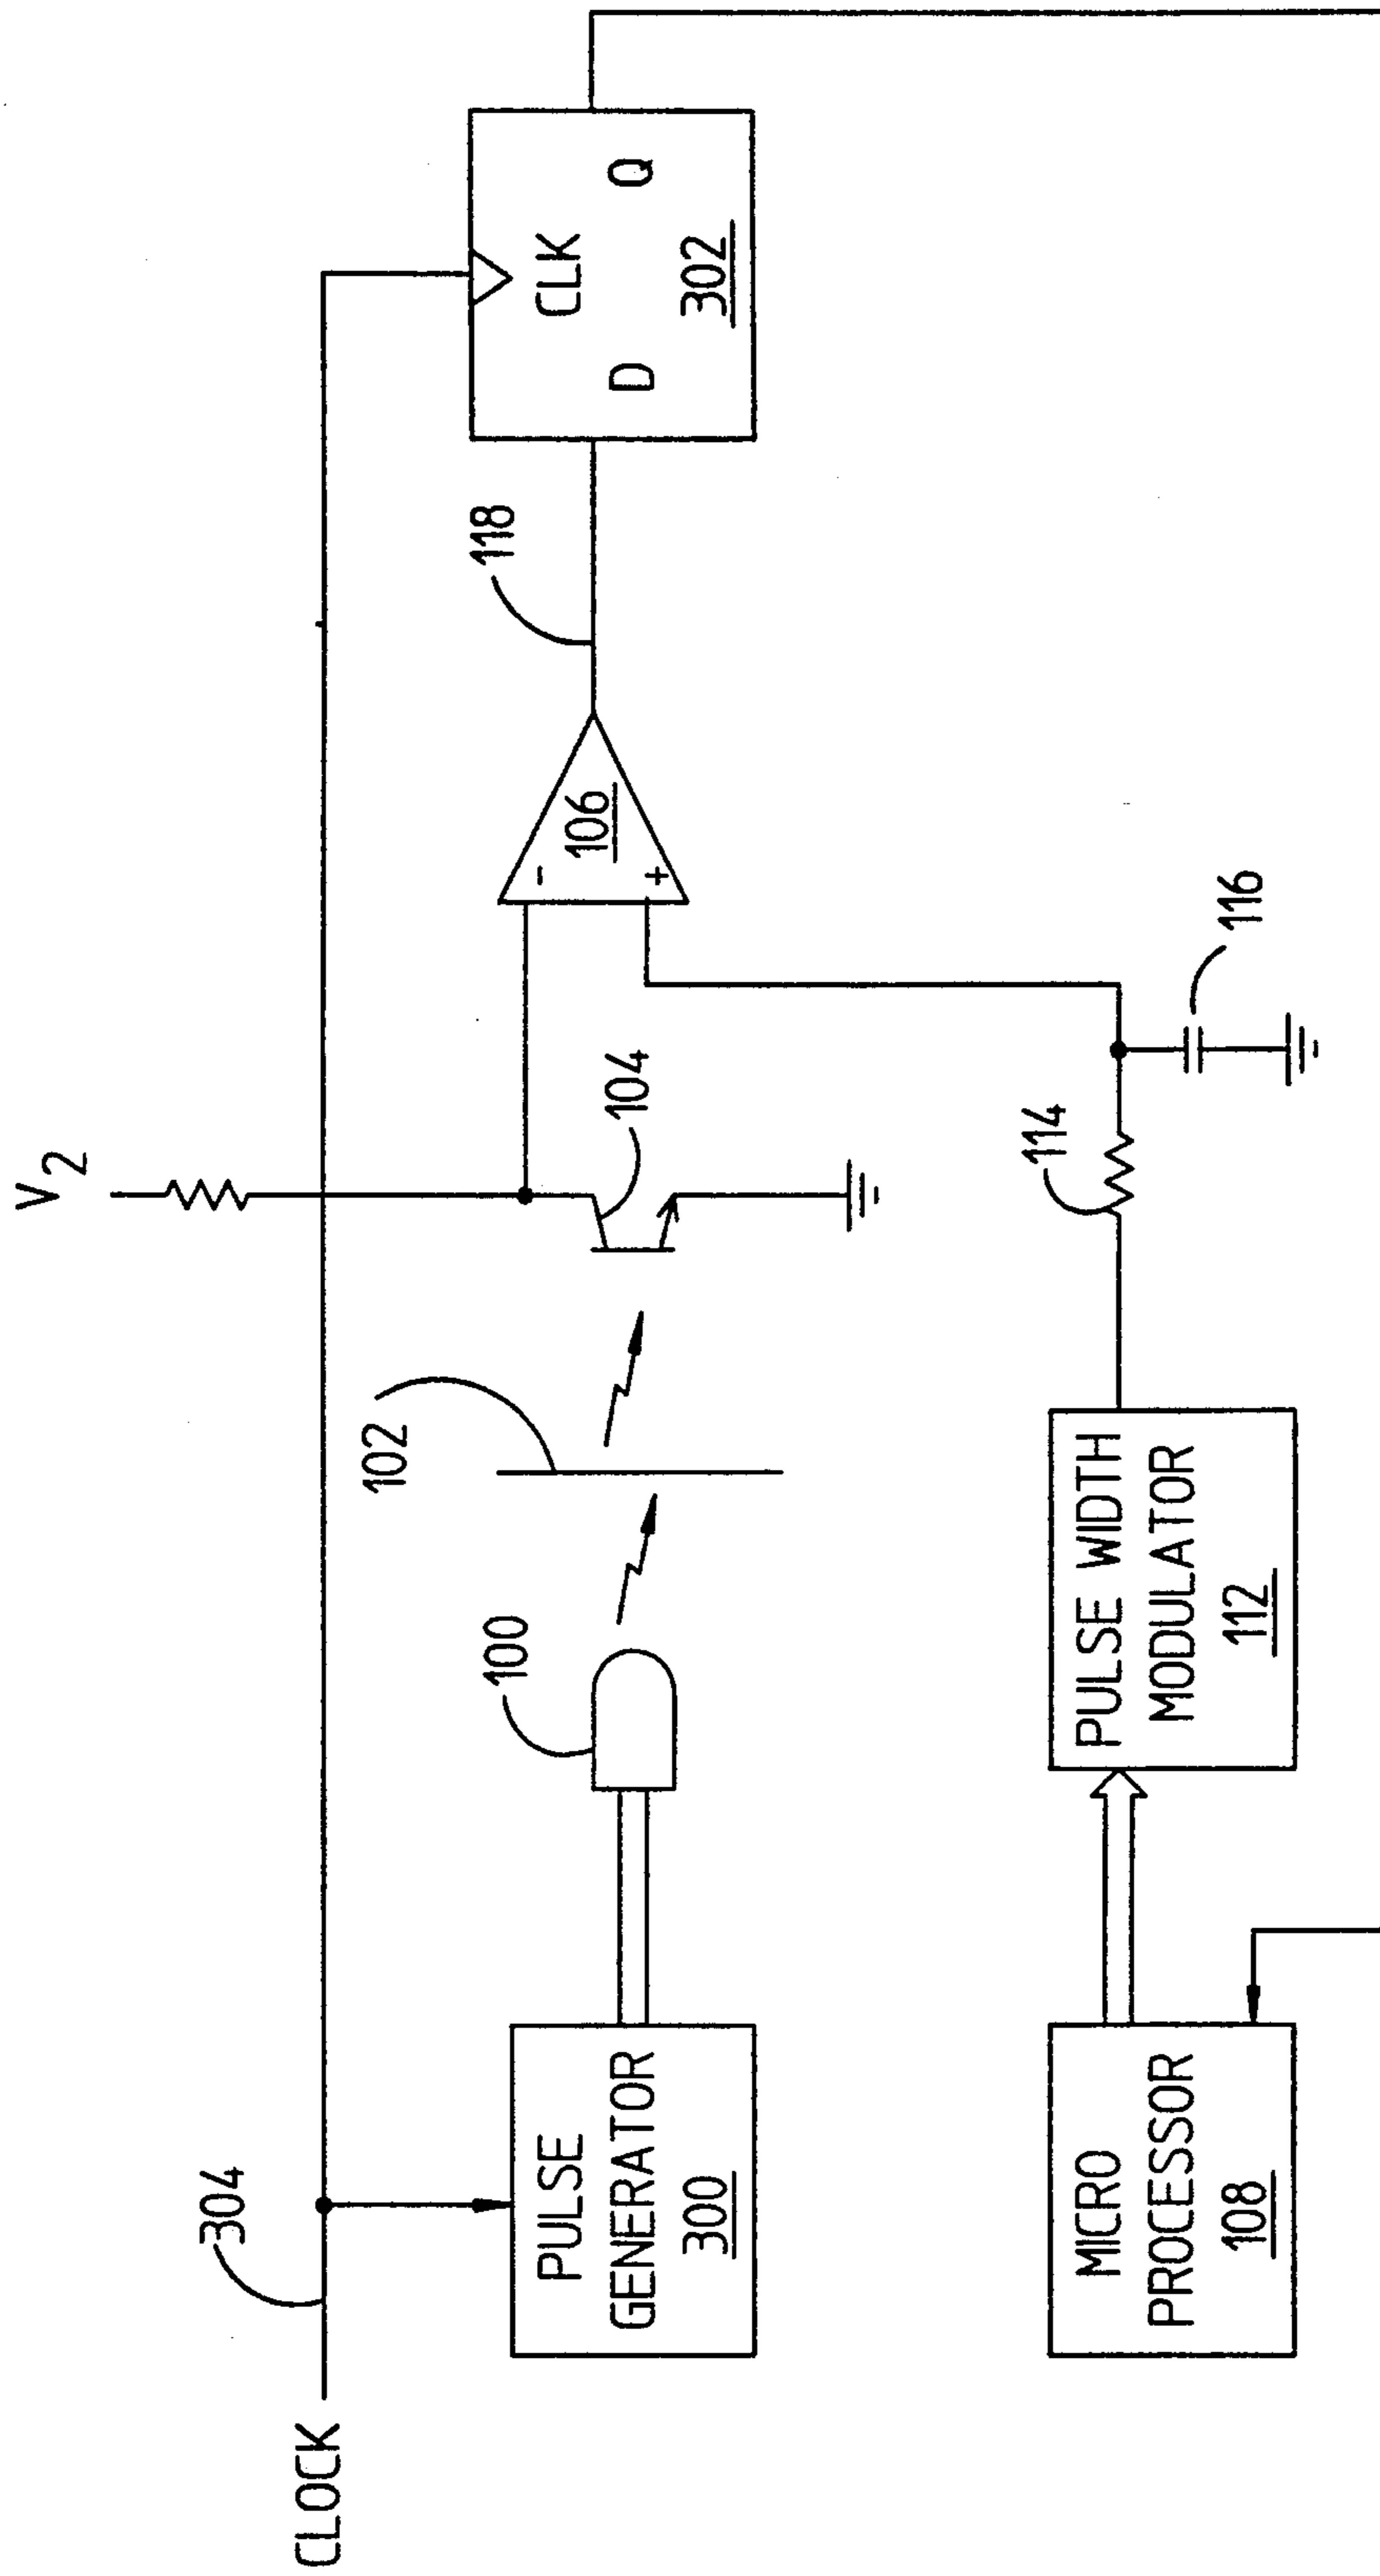 CLOCK
304
V2
PULSE
GENERATOR
300
100
102
104
-
+
106
118
CLK
D
Q
302
MICRO
PROCESSOR
108
PULSE WIDTH
MODULATOR
112
114
116